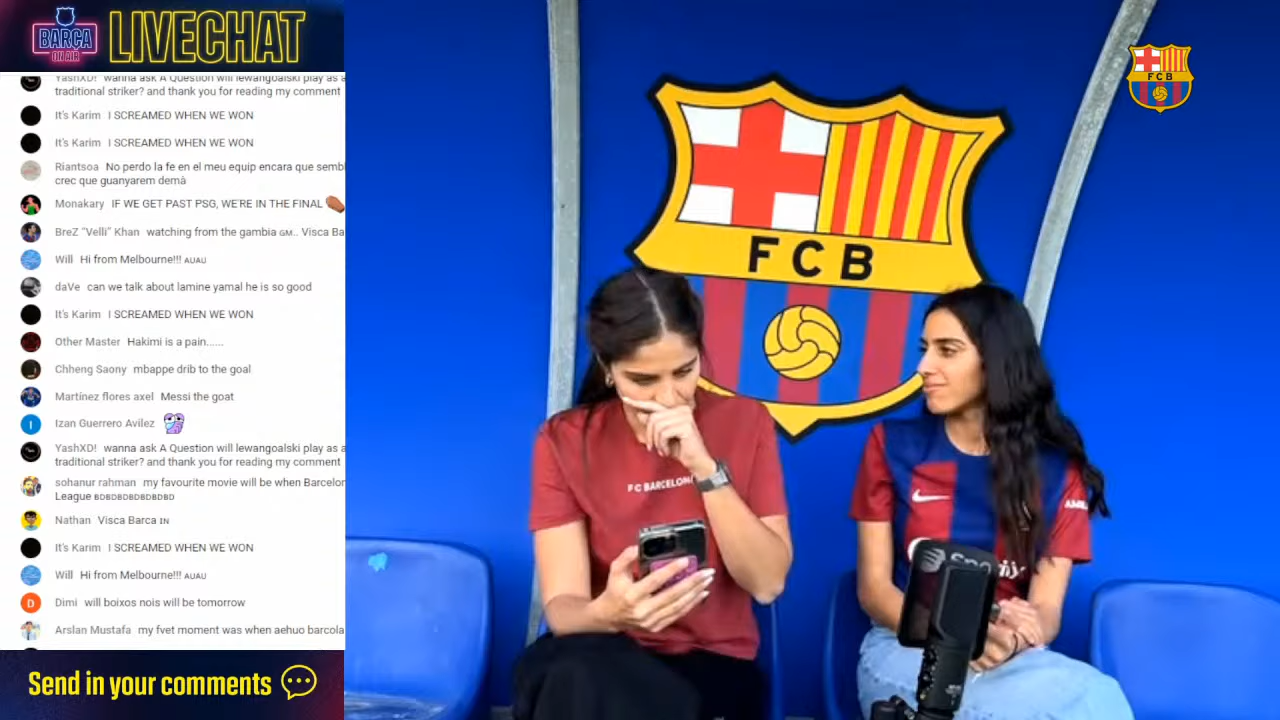 BARÇA
ON AIR
LIVECHAT
YashXD! wanna ask A Question will lewangoalski play as a
traditional striker? and thank you for reading my comment
It's Karim I SCREAMED WHEN WE WON
It's Karim I SCREAMED WHEN WE WON
Riantsoa No perdo la fe en el meu equip encara que sembl
crec que guanyarem demà
Monakary IF WE GET PAST PSG, WE'RE IN THE FINAL
BreZ "Velli" Khan watching from the gambia GM.. Visca Ba
Will Hi from Melbourne!!! AUAU
daVe can we talk about lamine yamal he is so good
It's Karim I SCREAMED WHEN WE WON
Other Master Hakimi is a pain......
Chheng Saony mbappe drib to the goal
Martínez flores axel Messi the goat
Izan Guerrero Avilez
YashXD! wanna ask A Question will lewangoalski play as a
traditional striker? and thank you for reading my comment
sohanur rahman my favourite movie will be when Barcelon
League BDBDBDBDBDBDBD
Nathan Visca Barca IN
It's Karim I SCREAMED WHEN WE WON
Will Hi from Melbourne!!! AUAU
D Dimi will boixos nois will be tomorrow
Arslan Mustafa my fvet moment was when aehuo barcola
Send in your comments
FCB
FCB
FC BARCELONA